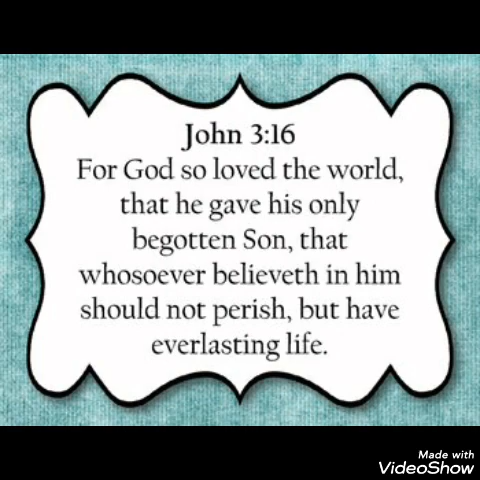 John 3:16
For God so loved the world,
that he gave his only
begotten Son, that
whosoever believeth in him
should not perish, but have
everlasting life.
Made with
VideoShow